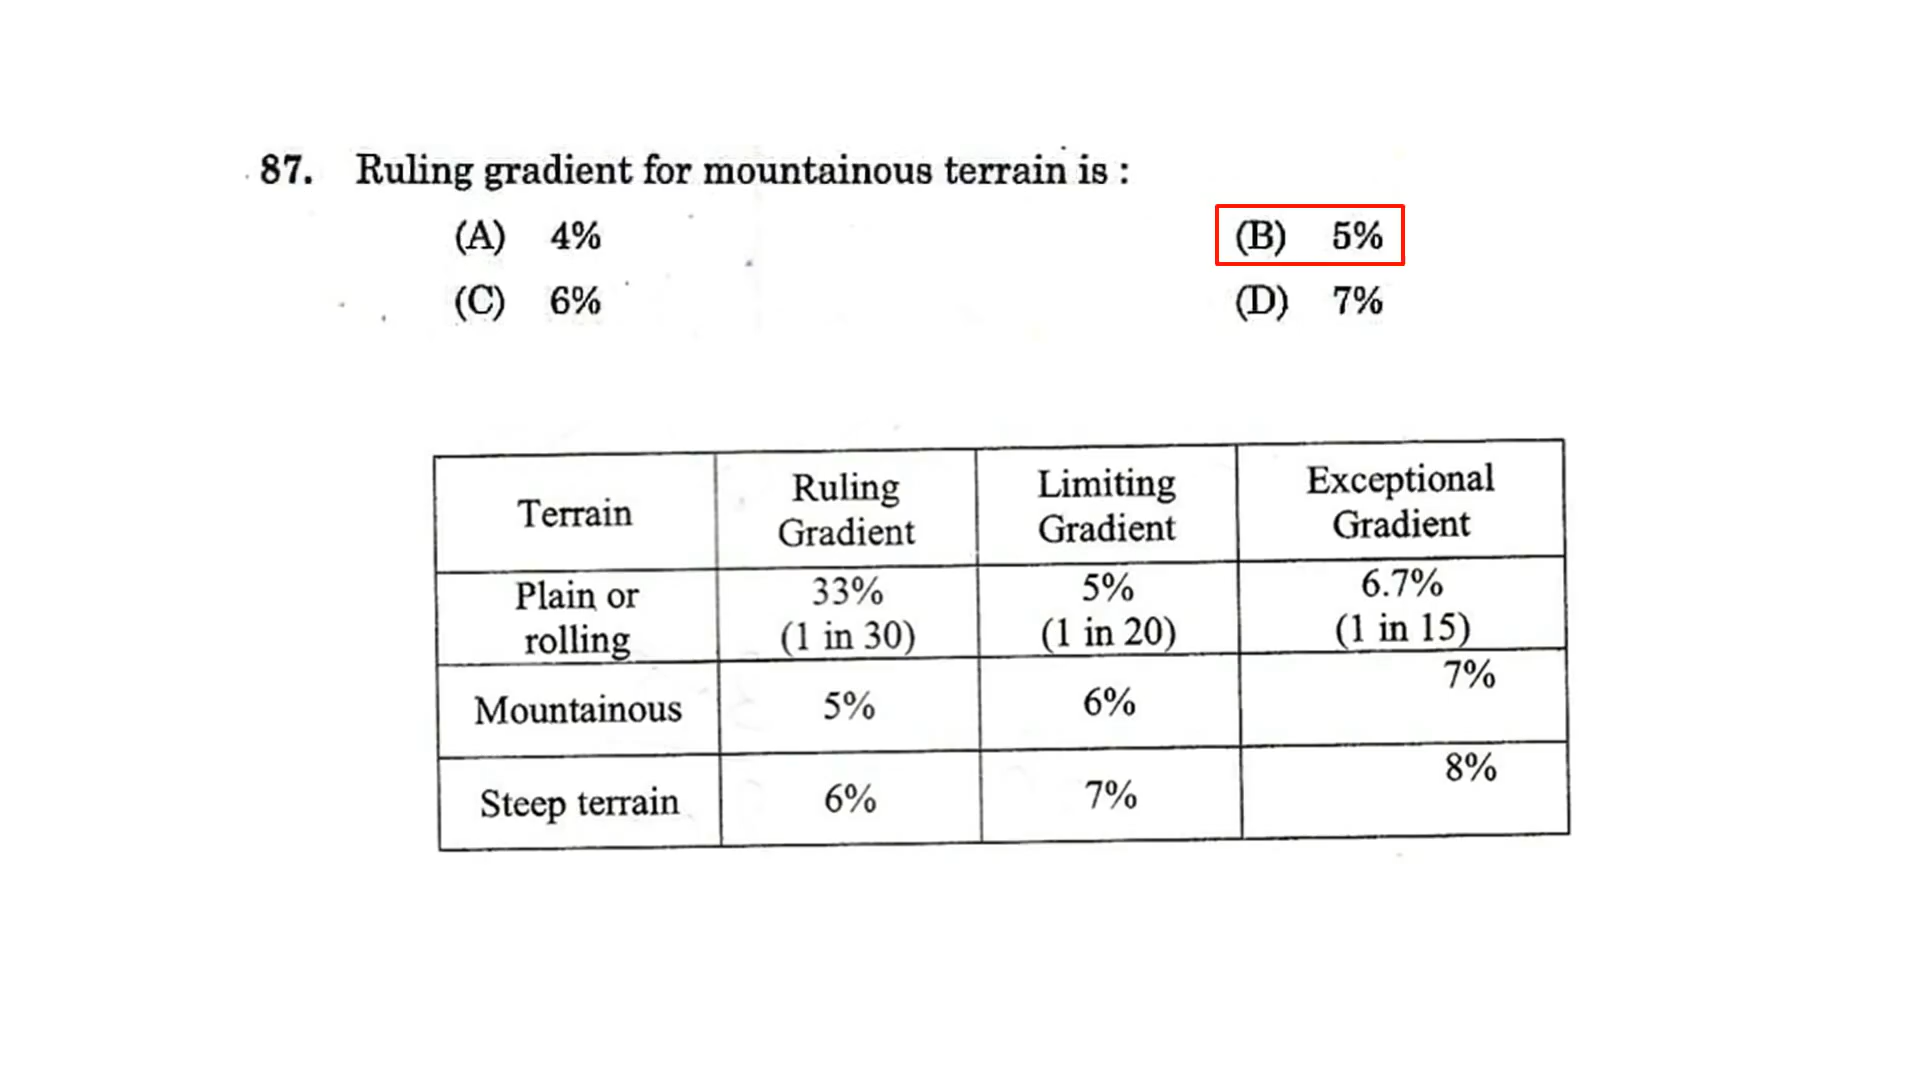 87. Ruling gradient for mountainous terrain is :
(A) 4% (B) 5%
(C) 6% (D) 7%
Terrain Ruling Gradient Limiting Gradient Exceptional Gradient
Plain or rolling 33% (1 in 30) 5% (1 in 20) 6.7% (1 in 15)
Mountainous 5% 6% 7%
Steep terrain 6% 7% 8%